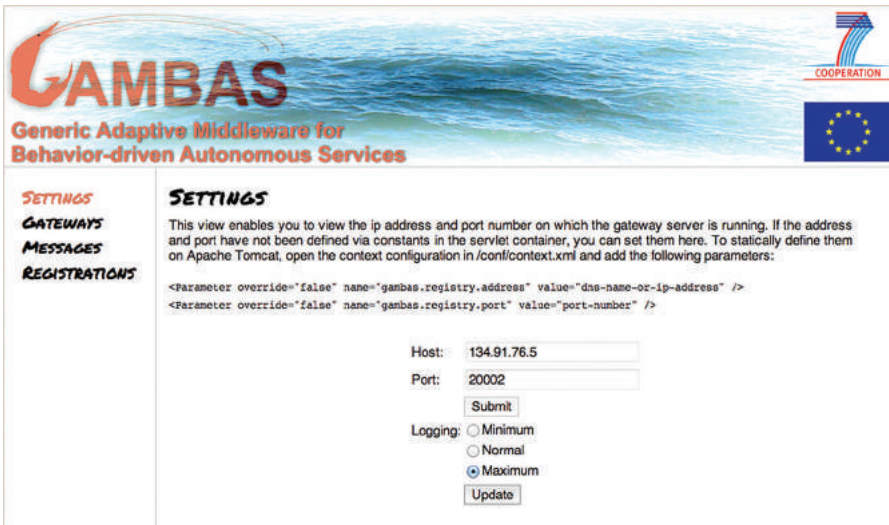 GAMBAS
Generic Adaptive Middleware for
Behavior-driven Autonomous Services
7
COOPERATION
SETTINGS
GATEWAYS
MESSAGES
REGISTRATIONS
SETTINGS
This view enables you to view the ip address and port number on which the gateway server is running. If the address
and port have not been defined via constants in the servlet container, you can set them here. To statically define them
on Apache Tomcat, open the context configuration in /conf/context.xml and add the following parameters:
<Parameter override="false" name="gambas.registry.address" value="dns-name-or-ip-address" />
<Parameter override="false" name="gambas.registry.port" value="port-number" />
Host: 134.91.76.5
Port: 20002
Submit
Logging: Minimum
Normal
Maximum
Update